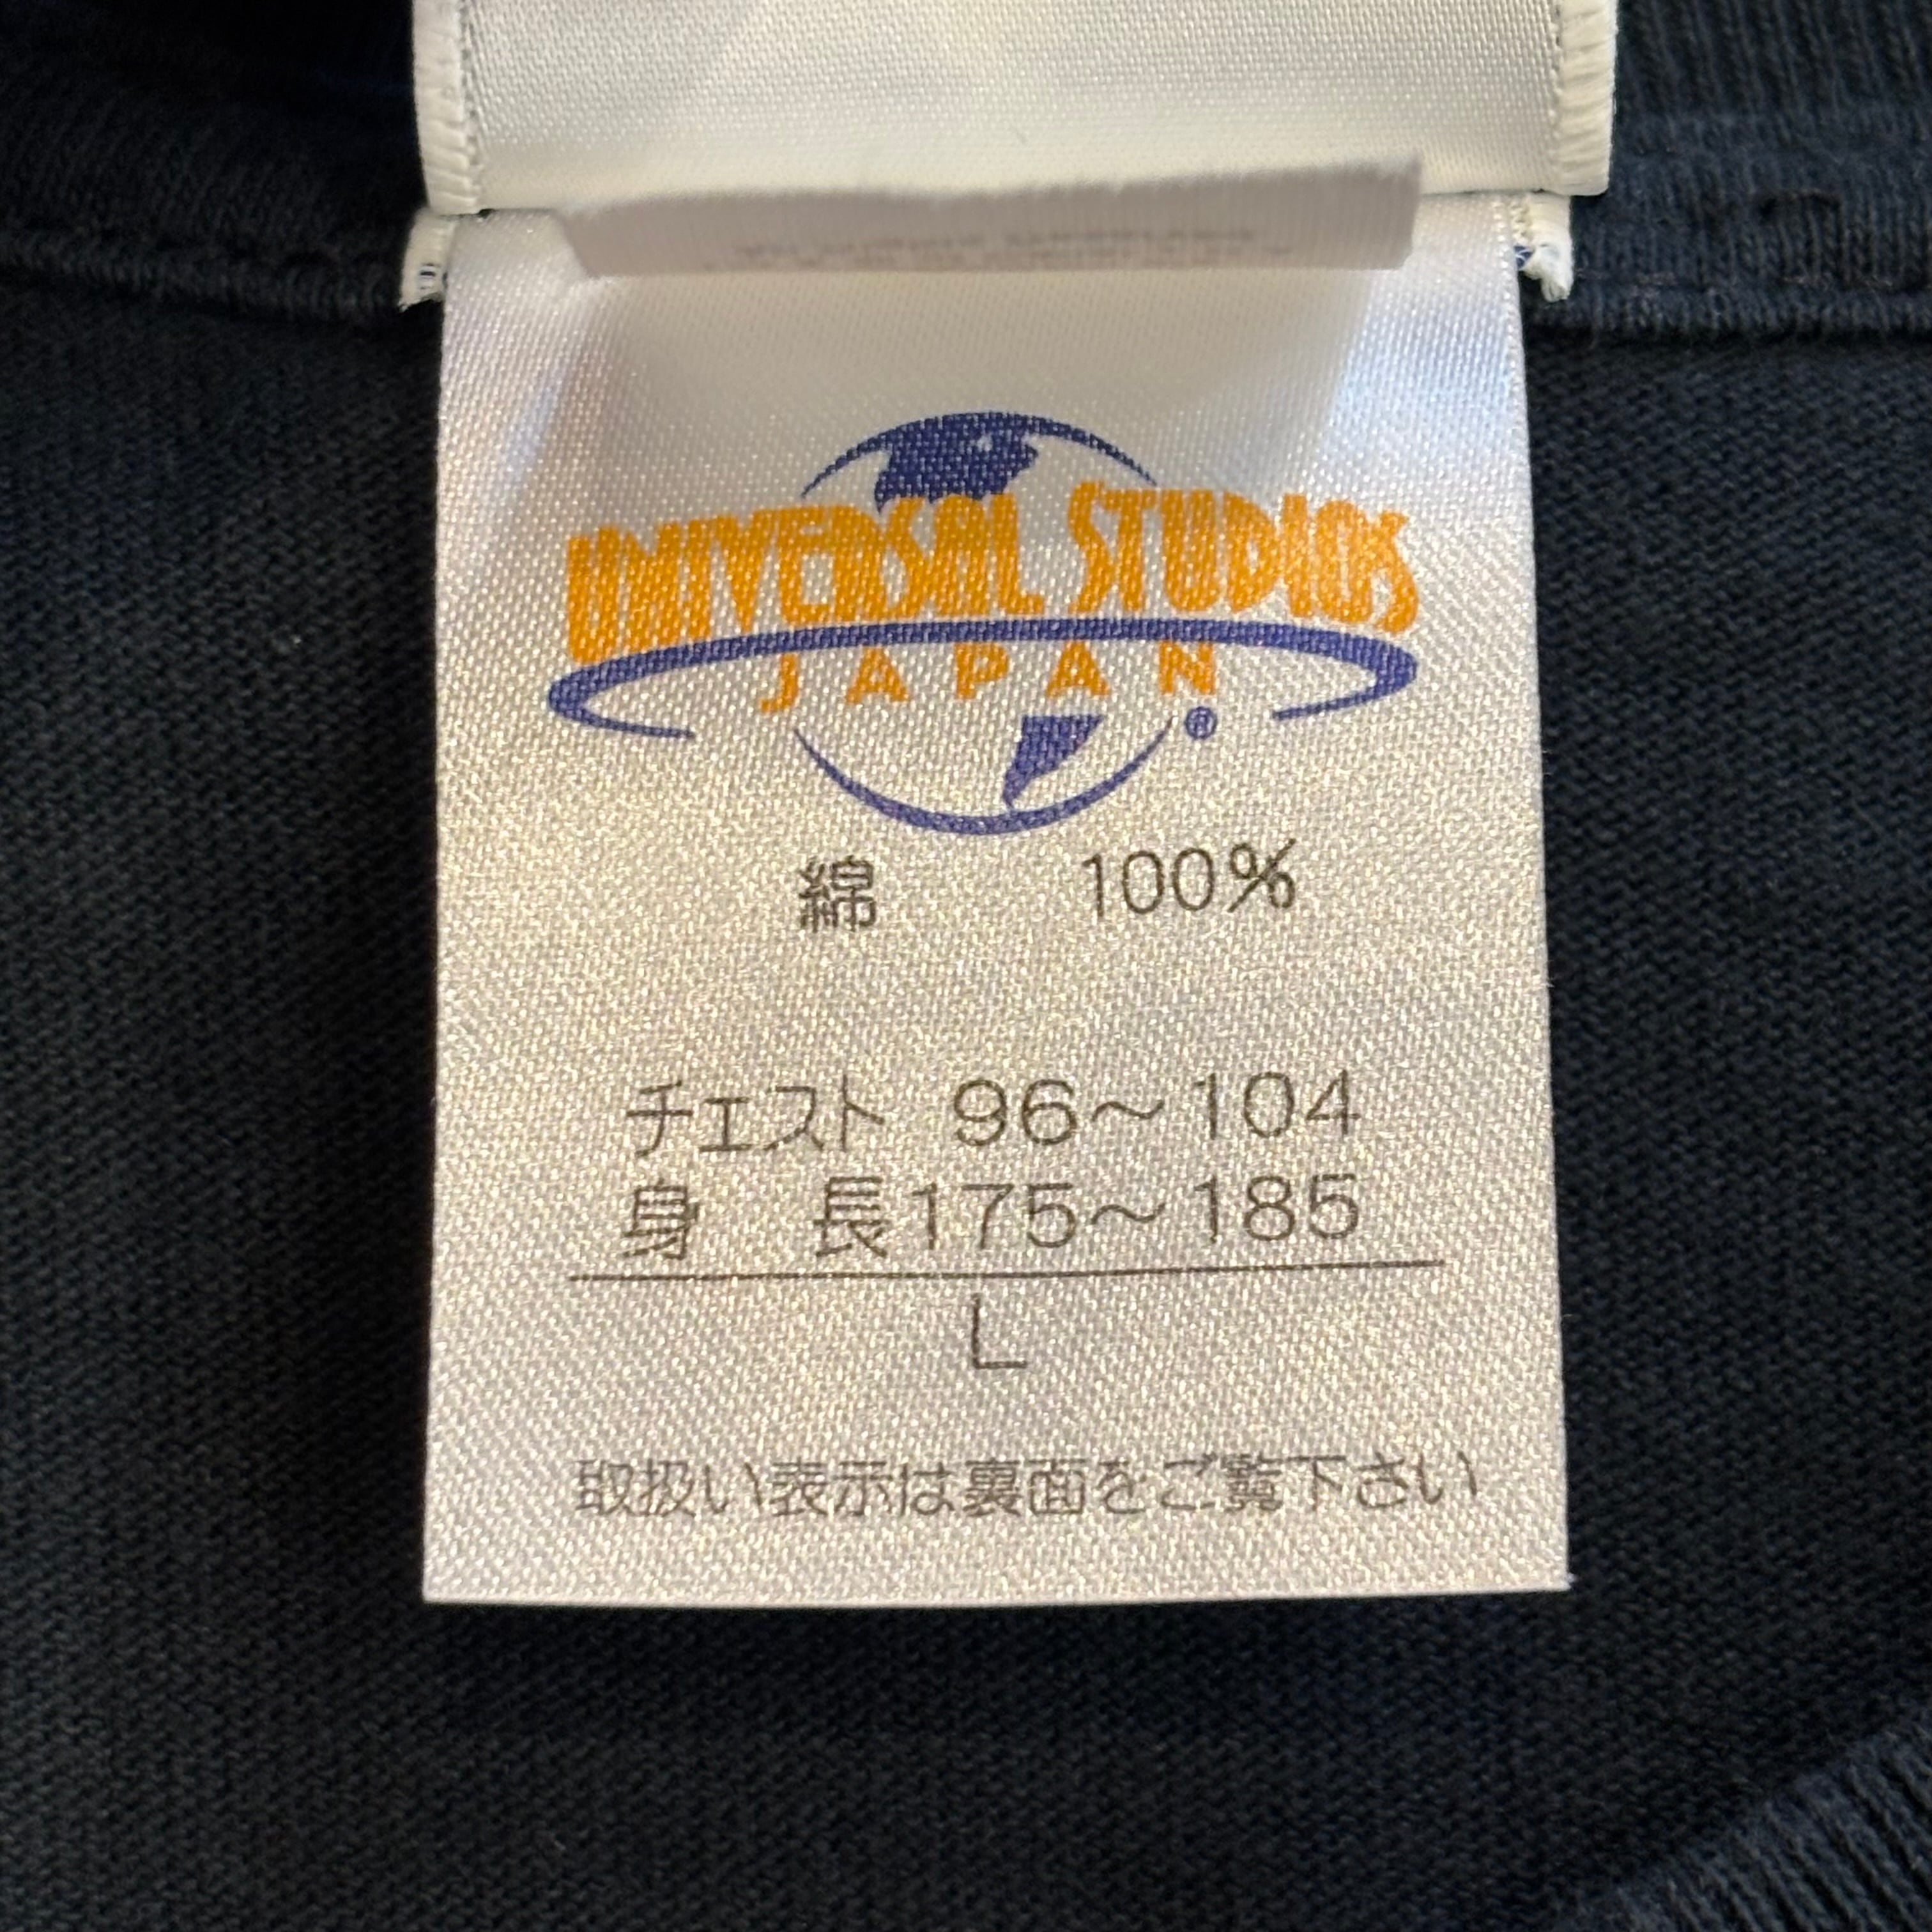 UNIVERSAL STUDIOS
JAPAN
®
綿 100%
チェスト 96～104
身 長175～185
L
取扱い表示は裏面をご覧下さい